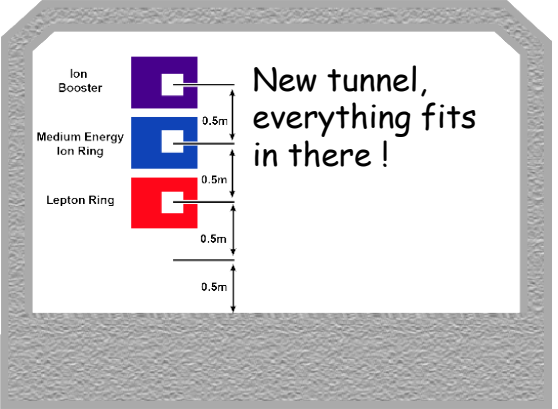 Ion
Booster
0.5m
Medium Energy
Ion Ring
0.5m
Lepton Ring
0.5m
0.5m
New tunnel,
everything fits
in there !